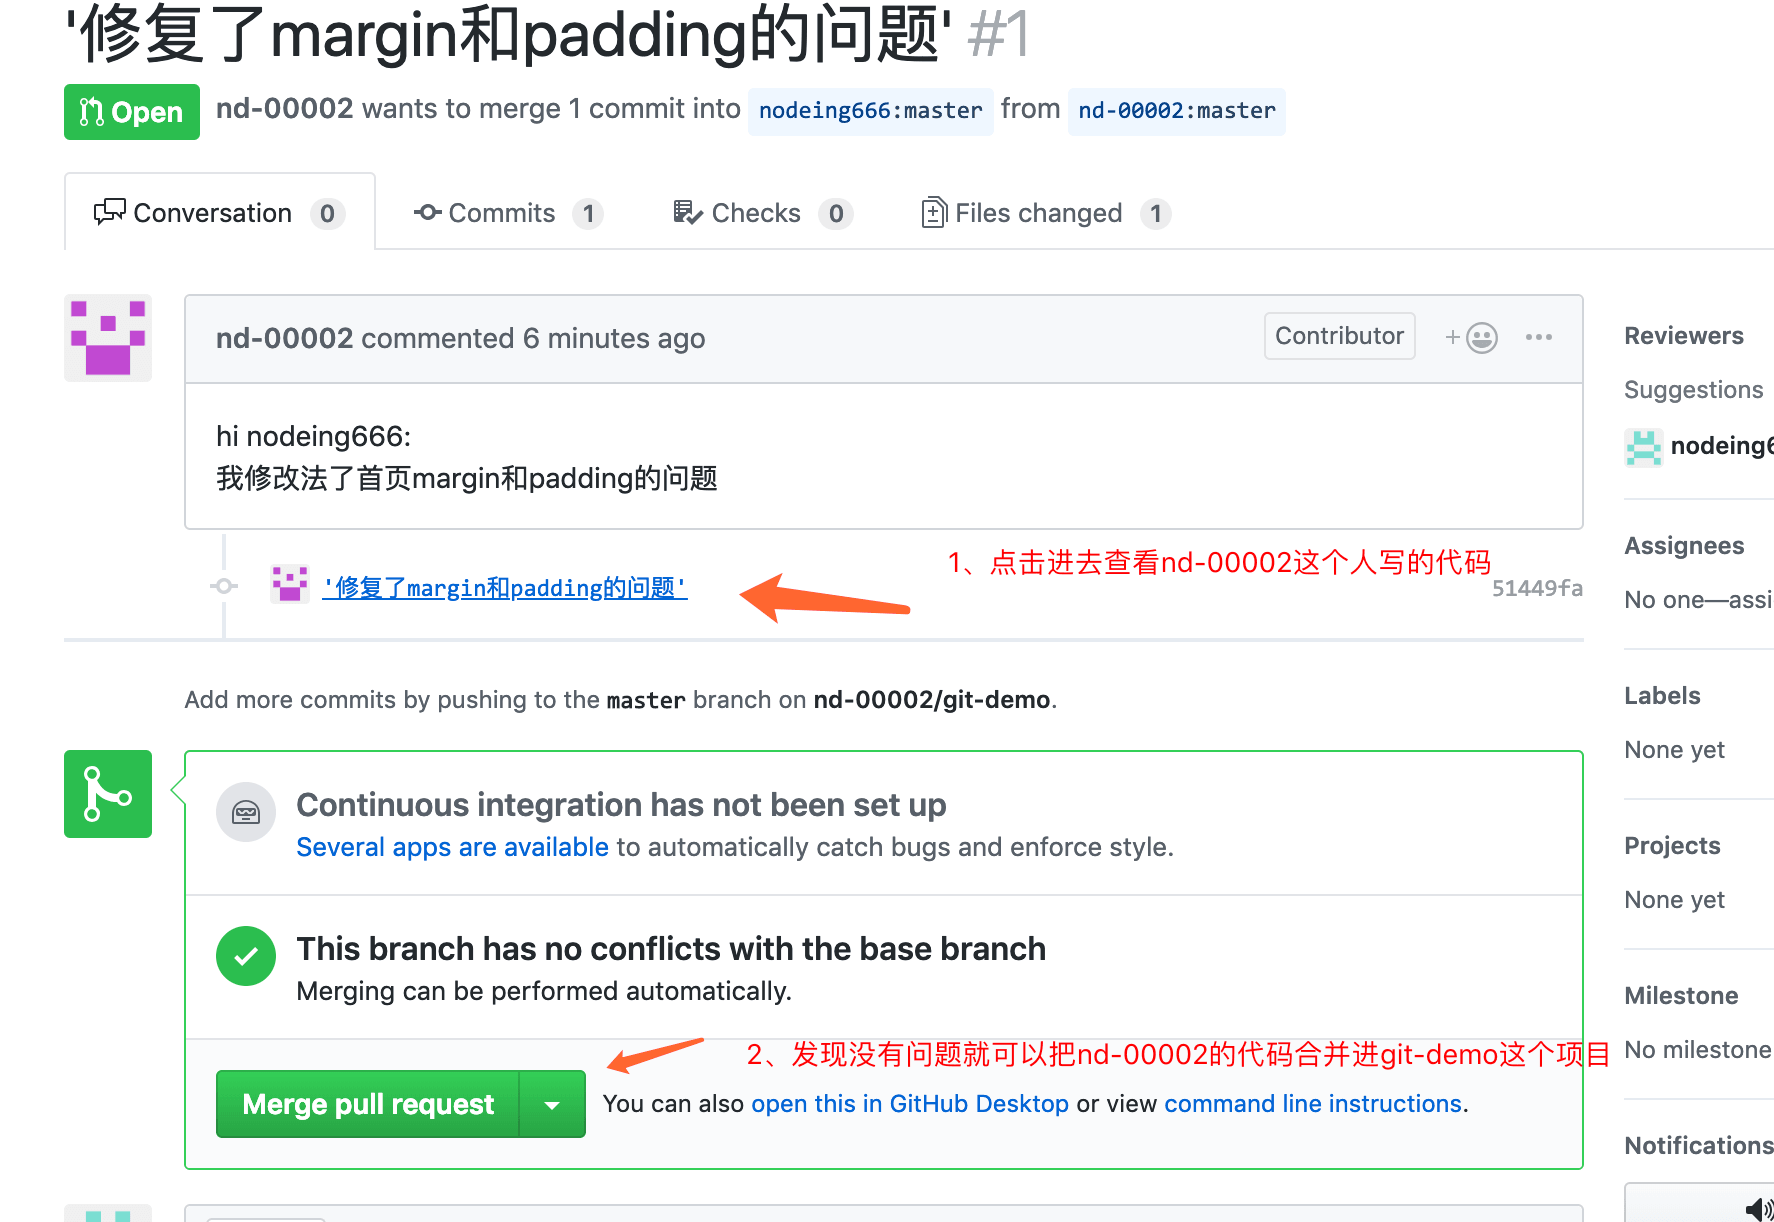 '修复了margin和padding的问题' #1
Open nd-00002 wants to merge 1 commit into nodeing666:master from nd-00002:master
Conversation 0 Commits 1 Checks 0 Files changed 1
nd-00002 commented 6 minutes ago Contributor
hi nodeing666:
我修改法了首页margin和padding的问题
1、点击进去查看nd-00002这个人写的代码
'修复了margin和padding的问题' 51449fa
Add more commits by pushing to the master branch on nd-00002/git-demo.
Continuous integration has not been set up
Several apps are available to automatically catch bugs and enforce style.
This branch has no conflicts with the base branch
Merging can be performed automatically.
2、发现没有问题就可以把nd-00002的代码合并进git-demo这个项目
Merge pull request You can also open this in GitHub Desktop or view command line instructions.
Reviewers
Suggestions
nodeing6
Assignees
No one—assi
Labels
None yet
Projects
None yet
Milestone
No milestone
Notifications